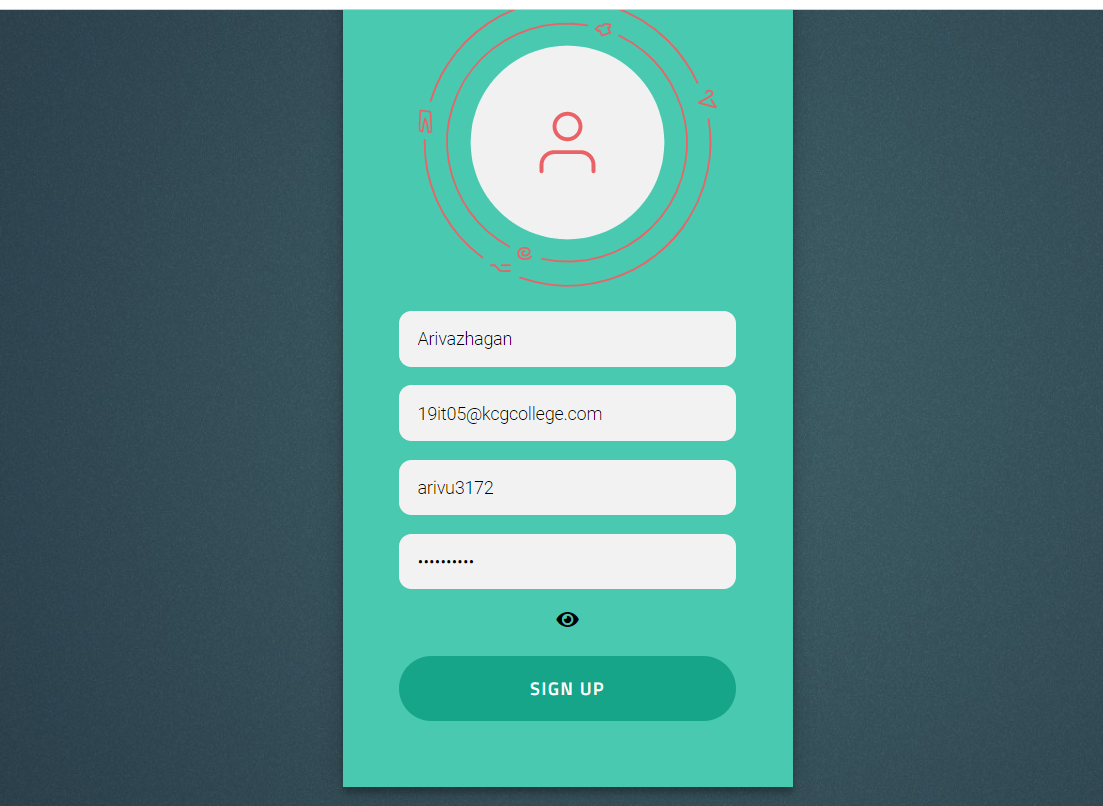 Arivazhagan
19it05@kcgcollege.com
arivu3172
••••••••••
SIGN UP